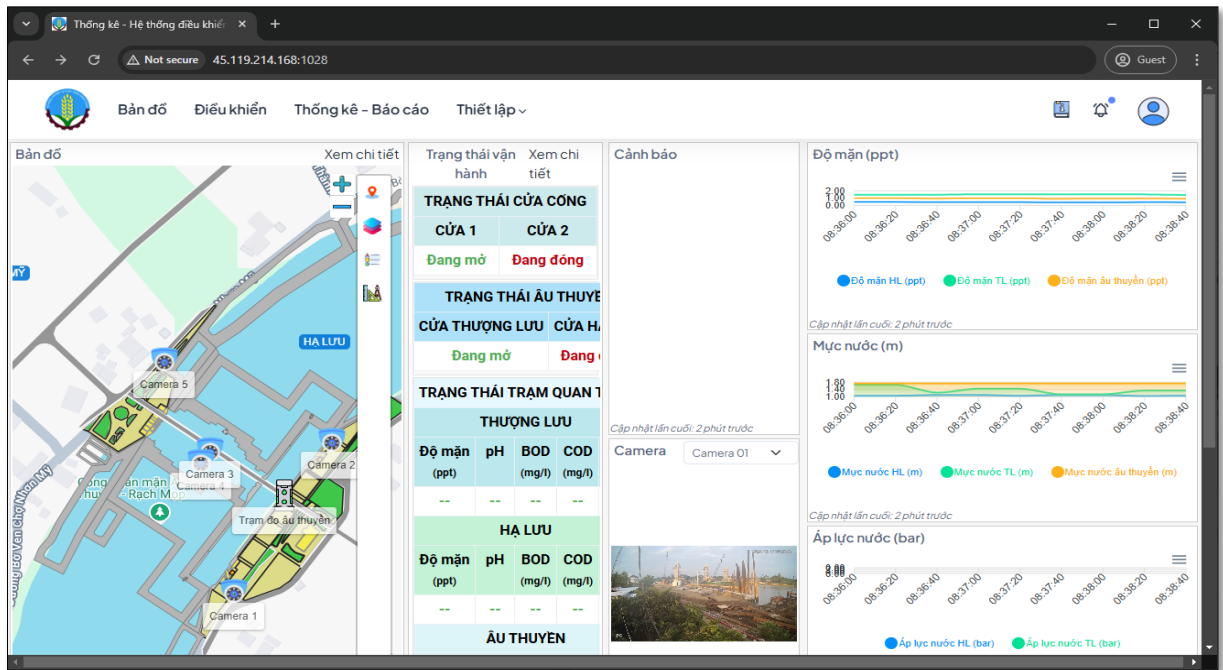 Thống kê - Hệ thống điều khiể
Not secure 45.119.214.168:1028
Guest
Bản đồ Điều khiển Thống kê - Báo cáo Thiết lập
Bản đồ Xem chi tiết
HẠ LƯU
Camera 5
Camera 2
Camera 3
Camera 4
- Rạch Mop
Tram đo âu thuyền
Camera 1
Trạng thái vận Xem chi
hành tiết
TRẠNG THÁI CỬA CỐNG
CỬA 1 CỬA 2
Đang mở Đang đóng
TRẠNG THÁI ÂU THUYỀ
CỬA THƯỢNG LƯU CỬA HẠ
Đang mở Đang
TRẠNG THÁI TRẠM QUAN T
THƯỢNG LƯU
Độ mặn pH BOD COD
(ppt) (mg/l) (mg/l)
-- -- -- --
HẠ LƯU
Độ mặn pH BOD COD
(ppt) (mg/l) (mg/l)
-- -- -- --
ÂU THUYỀN
Cảnh báo
Cập nhật lần cuối: 2 phút trước
Camera Camera 01
Độ mặn (ppt)
2.00
1.00
0.00
08:36:00 08:36:20 08:36:40 08:37:00 08:37:20 08:37:40 08:38:00 08:38:20 08:38:40
Độ mặn HL (ppt) Độ mặn TL (ppt) Độ mặn âu thuyền (ppt)
Cập nhật lần cuối: 2 phút trước
Mực nước (m)
1.80
1.40
1.00
08:36:00 08:36:20 08:36:40 08:37:00 08:37:20 08:37:40 08:38:00 08:38:20 08:38:40
Mực nước HL (m) Mực nước TL (m) Mực nước âu thuyền (m)
Cập nhật lần cuối: 2 phút trước
Áp lực nước (bar)
08:36:00 08:36:20 08:36:40 08:37:00 08:37:20 08:37:40 08:38:00 08:38:20 08:38:40
Áp lực nước HL (bar) Áp lực nước TL (bar)